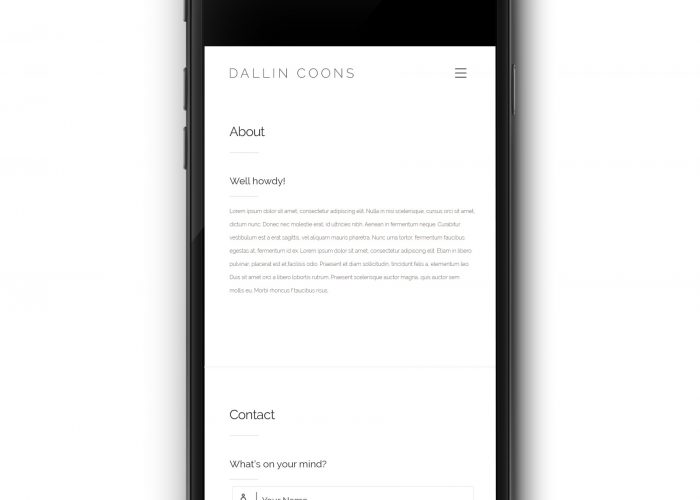 DALLIN COONS
About
Well howdy!
Lorem ipsum dolor sit amet, consectetur adipiscing elit. Nulla in nisi scelerisque, cursus orci sit amet,
dictum nunc. Donec nec molestie erat, id interdum nibh. Aenean in fermentum neque. Curabitur
vestibulum est a erat sagittis, vel aliquam mauro pharetra. Nunc urna tortor, fermentum faucibus
egestas at, fermentum id ex. Lorem ipsum dolor sit amet, consectetur adipiscing elit. Etiam in libero
pulvinar, placerat est et facilisis odio. Praesent et diam sollicitudin, tincidunt felis a, elementum leo.
Duis sit amet orci a libero lobortis rutrum. Praesent scelerisque auctor magna, quis auctor sem
mollis eu. Morbi rhoncus risus.
Contact
What's on your mind?
Your Name